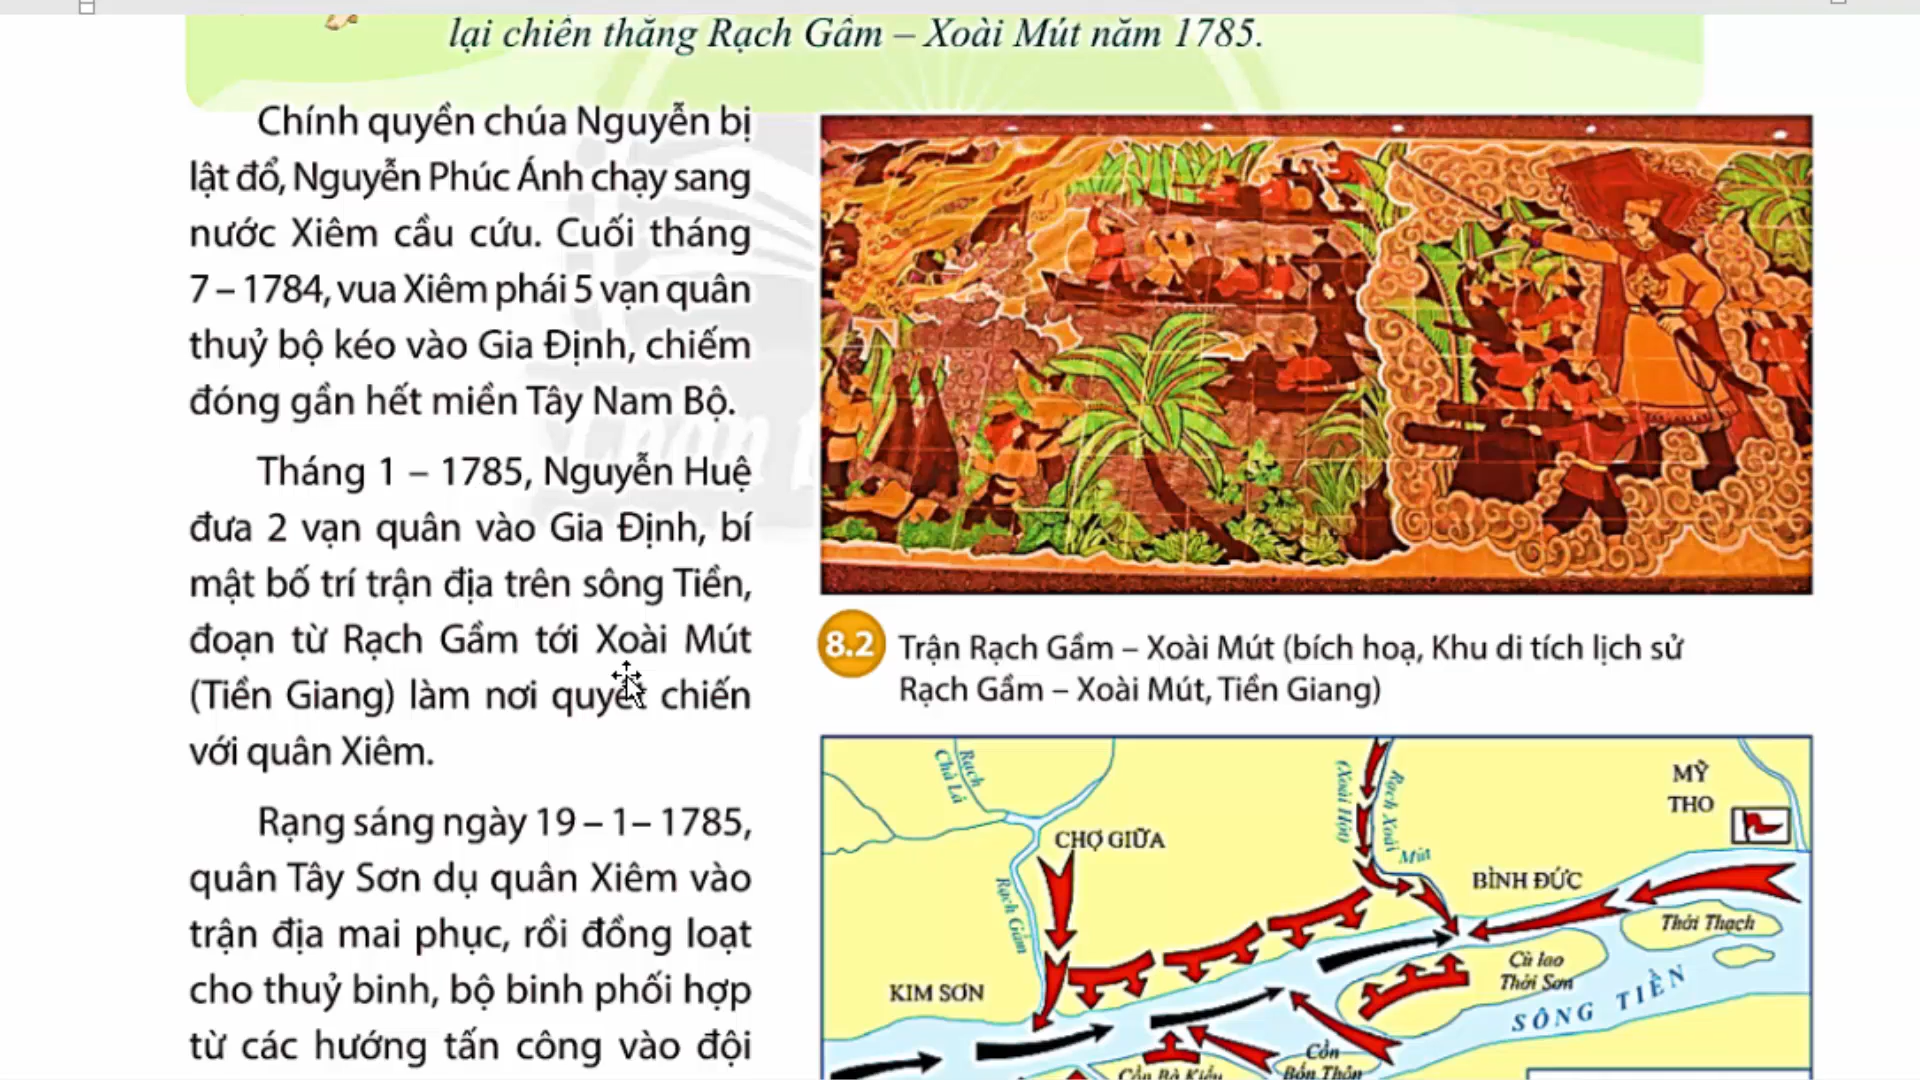 lại chiến thắng Rạch Gầm – Xoài Mút năm 1785.
Chính quyền chúa Nguyễn bị
lật đổ, Nguyễn Phúc Ánh chạy sang
nước Xiêm cầu cứu. Cuối tháng
7 – 1784, vua Xiêm phái 5 vạn quân
thuỷ bộ kéo vào Gia Định, chiếm
đóng gần hết miền Tây Nam Bộ.
Tháng 1 – 1785, Nguyễn Huệ
đưa 2 vạn quân vào Gia Định, bí
mật bố trí trận địa trên sông Tiền,
đoạn từ Rạch Gầm tới Xoài Mút
(Tiền Giang) làm nơi quyết chiến
với quân Xiêm.
Rạng sáng ngày 19 – 1– 1785,
quân Tây Sơn dụ quân Xiêm vào
trận địa mai phục, rồi đồng loạt
cho thuỷ binh, bộ binh phối hợp
từ các hướng tấn công vào đội
8.2 Trận Rạch Gầm – Xoài Mút (bích hoạ, Khu di tích lịch sử
Rạch Gầm – Xoài Mút, Tiền Giang)
Rạch
Chà Lá
(Xoài Hột)
Rạch Xoài
Mút
MỸ
THO
CHỢ GIỮA
Rạch Gầm
BÌNH ĐỨC
Thới Thạch
Cù lao
Thới Sơn
KIM SƠN
SÔNG TIỀN
Cồn
Bốn Thôn
Cồn Bà Kiểu